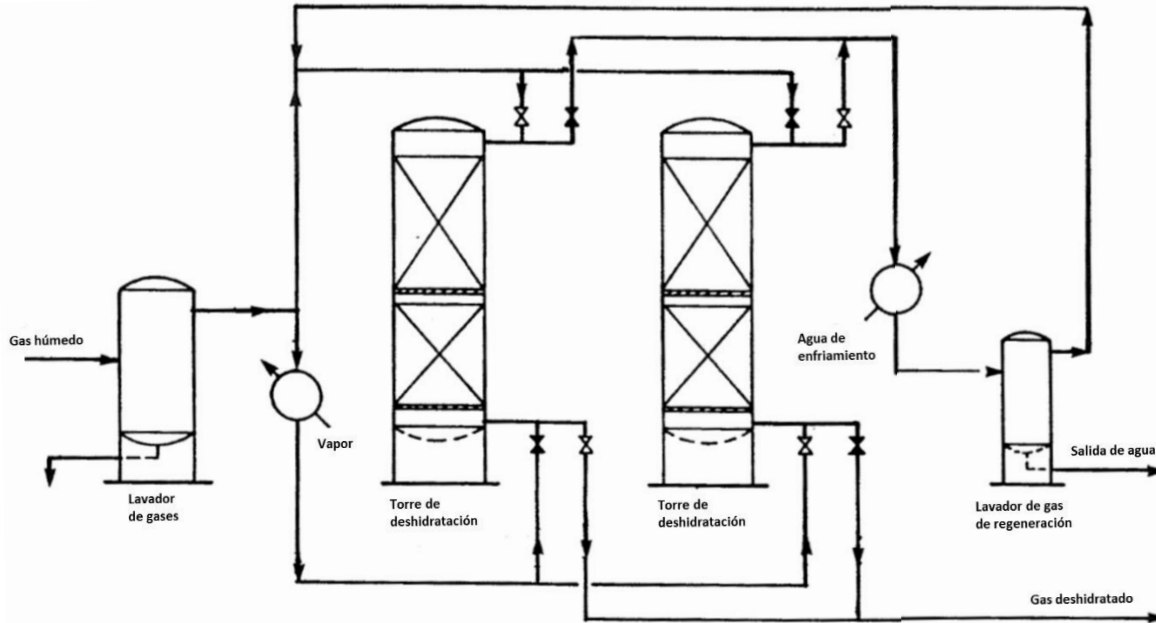 Gas húmedo
Lavador
de gases
Vapor
Torre de
deshidratación
Torre de
deshidratación
Agua de
enfriamiento
Lavador de gas
de regeneración
Salida de agua
Gas deshidratado